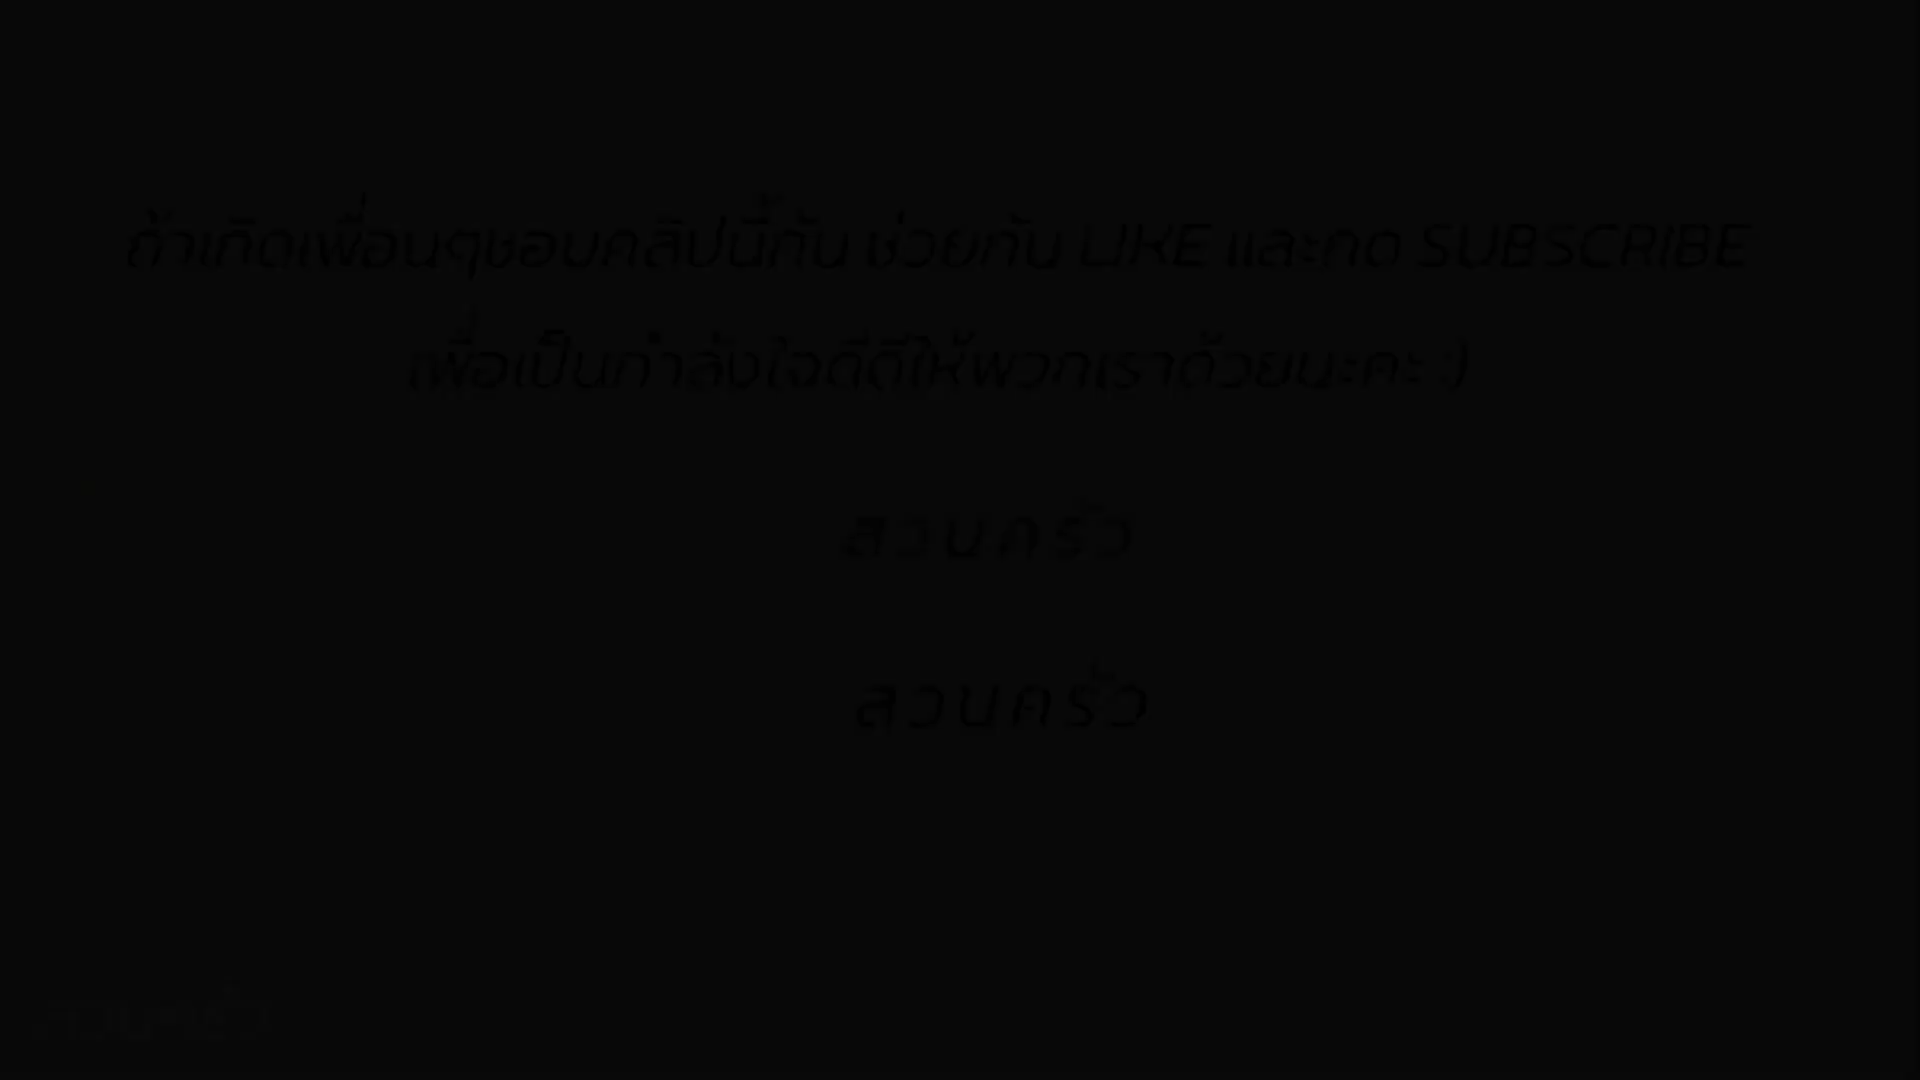 ถ้าเกิดเพื่อนๆชอบคลิปนี้กัน ช่วยกัน LIKE และกด SUBSCRIBE
เพื่อเป็นกำลังใจดีดีให้พวกเราด้วยนะคะ :)
สวนครัว
สวนครัว